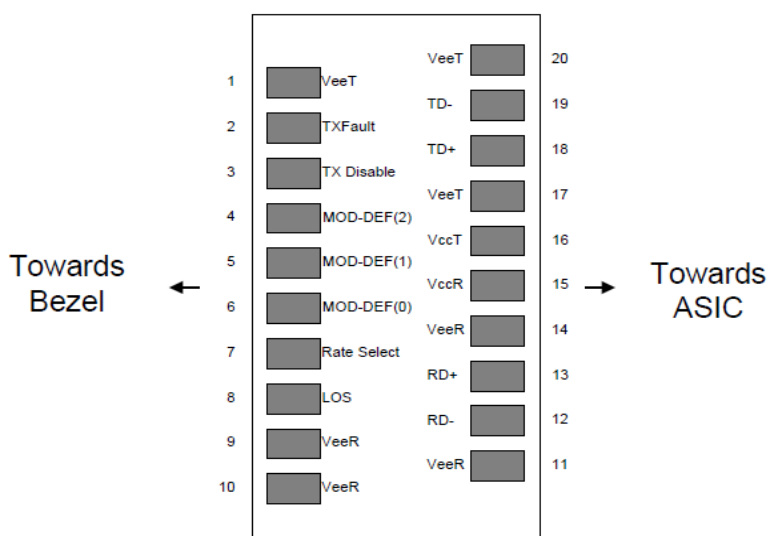 VeeT 20
1 VeeT
TD- 19
2 TXFault
TD+ 18
3 TX Disable
VeeT 17
4 MOD-DEF(2)
VccT 16
5 MOD-DEF(1)
Towards
Bezel
VccR 15
Towards
ASIC
6 MOD-DEF(0)
VeeR 14
7 Rate Select
RD+ 13
8 LOS
RD- 12
9 VeeR
VeeR 11
10 VeeR